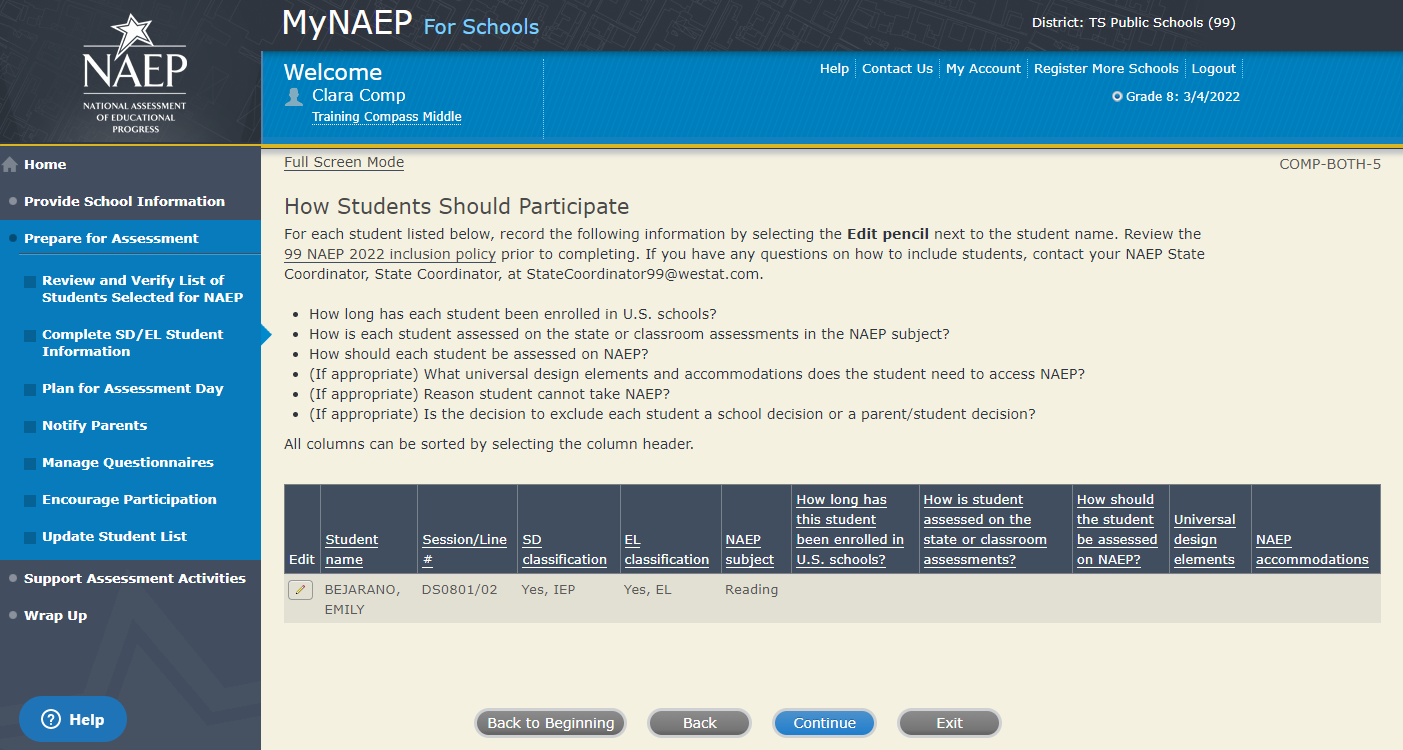 NAEP
NATIONAL ASSESSMENT
OF EDUCATIONAL
PROGRESS
MyNAEP For Schools
District: TS Public Schools (99)
Welcome
Clara Comp
Training Compass Middle
Help Contact Us My Account Register More Schools Logout
Grade 8: 3/4/2022
Home
Provide School Information
Prepare for Assessment
Review and Verify List of
Students Selected for NAEP
Complete SD/EL Student
Information
Plan for Assessment Day
Notify Parents
Manage Questionnaires
Encourage Participation
Update Student List
Support Assessment Activities
Wrap Up
Help
Full Screen Mode
COMP-BOTH-5
How Students Should Participate
For each student listed below, record the following information by selecting the Edit pencil next to the student name. Review the
99 NAEP 2022 inclusion policy prior to completing. If you have any questions on how to include students, contact your NAEP State
Coordinator, State Coordinator, at StateCoordinator99@westat.com.
• How long has each student been enrolled in U.S. schools?
• How is each student assessed on the state or classroom assessments in the NAEP subject?
• How should each student be assessed on NAEP?
• (If appropriate) What universal design elements and accommodations does the student need to access NAEP?
• (If appropriate) Reason student cannot take NAEP?
• (If appropriate) Is the decision to exclude each student a school decision or a parent/student decision?
All columns can be sorted by selecting the column header.
Edit
Student
name
Session/Line
#
SD
classification
EL
classification
NAEP
subject
How long has
this student
been enrolled in
U.S. schools?
How is student
assessed on the
state or classroom
assessments?
How should
the student
be assessed
on NAEP?
Universal
design
elements
NAEP
accommodations
BEJARANO,
EMILY
DS0801/02
Yes, IEP
Yes, EL
Reading
Back to Beginning
Back
Continue
Exit